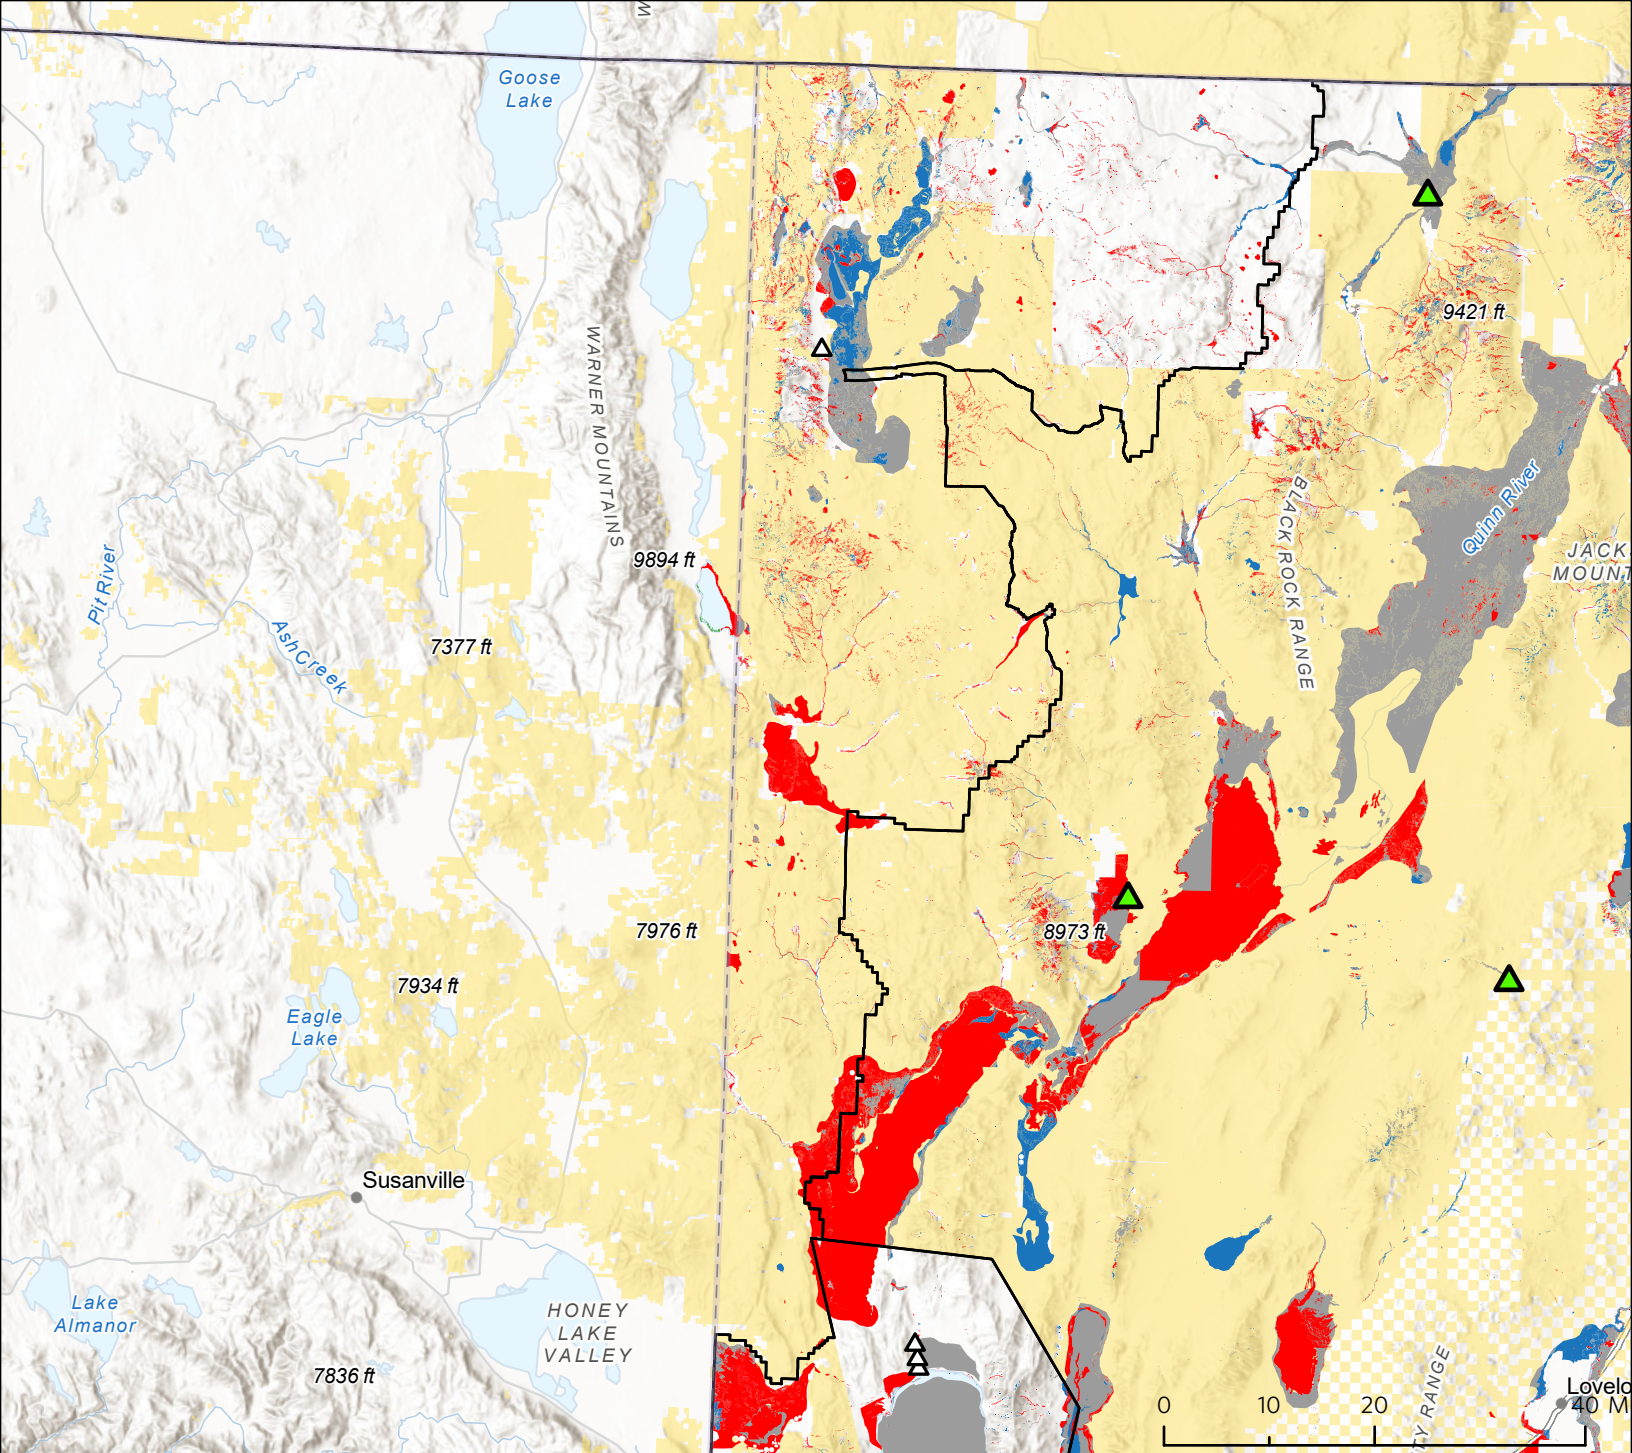 W
Goose
Lake
WARNER MOUNTAINS
9421 ft
Quinn River
BLACK ROCK RANGE
JACK
MOUNT
9894 ft
Pit River
Ash Creek
7377 ft
7976 ft
8973 ft
7934 ft
Eagle
Lake
Susanville
Lake
Almanor
HONEY
LAKE
VALLEY
7836 ft
TY RANGE
Lovelo
0 10 20 40 M